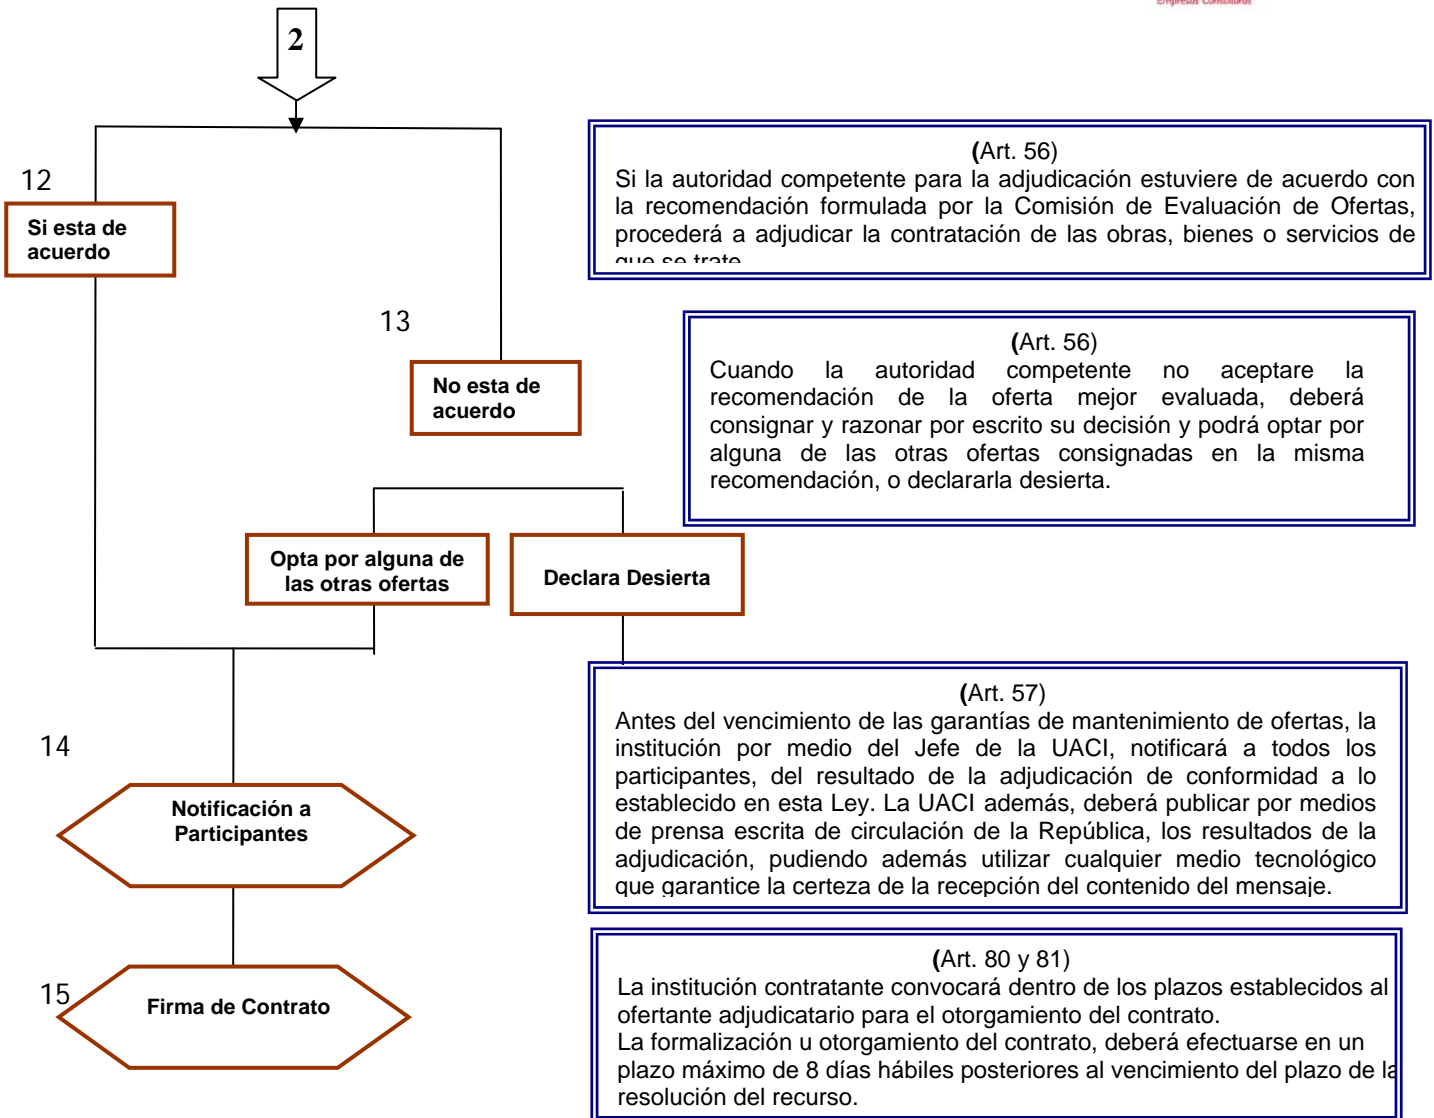 Empresas Consultoras
2
12
Si esta de
acuerdo
(Art. 56)
Si la autoridad competente para la adjudicación estuviere de acuerdo con
la recomendación formulada por la Comisión de Evaluación de Ofertas,
procederá a adjudicar la contratación de las obras, bienes o servicios de
que se trate
13
No esta de
acuerdo
(Art. 56)
Cuando la autoridad competente no aceptare la
recomendación de la oferta mejor evaluada, deberá
consignar y razonar por escrito su decisión y podrá optar por
alguna de las otras ofertas consignadas en la misma
recomendación, o declararla desierta.
Opta por alguna de
las otras ofertas
Declara Desierta
(Art. 57)
Antes del vencimiento de las garantías de mantenimiento de ofertas, la
institución por medio del Jefe de la UACI, notificará a todos los
participantes, del resultado de la adjudicación de conformidad a lo
establecido en esta Ley. La UACI además, deberá publicar por medios
de prensa escrita de circulación de la República, los resultados de la
adjudicación, pudiendo además utilizar cualquier medio tecnológico
que garantice la certeza de la recepción del contenido del mensaje.
14
Notificación a
Participantes
(Art. 80 y 81)
La institución contratante convocará dentro de los plazos establecidos al
ofertante adjudicatario para el otorgamiento del contrato.
La formalización u otorgamiento del contrato, deberá efectuarse en un
plazo máximo de 8 días hábiles posteriores al vencimiento del plazo de la
resolución del recurso.
15
Firma de Contrato